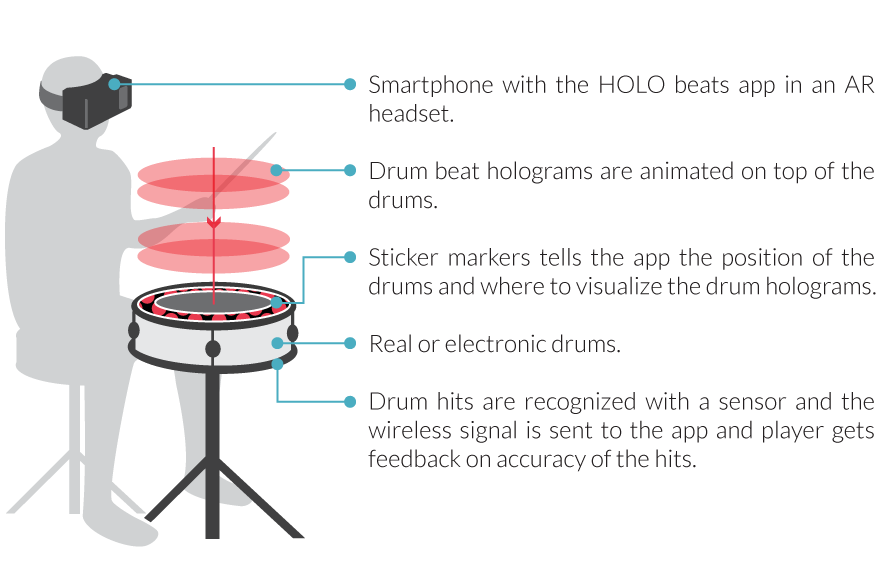 Smartphone with the HOLO beats app in an AR
headset.
Drum beat holograms are animated on top of the
drums.
Sticker markers tells the app the position of the
drums and where to visualize the drum holograms.
Real or electronic drums.
Drum hits are recognized with a sensor and the
wireless signal is sent to the app and player gets
feedback on accuracy of the hits.